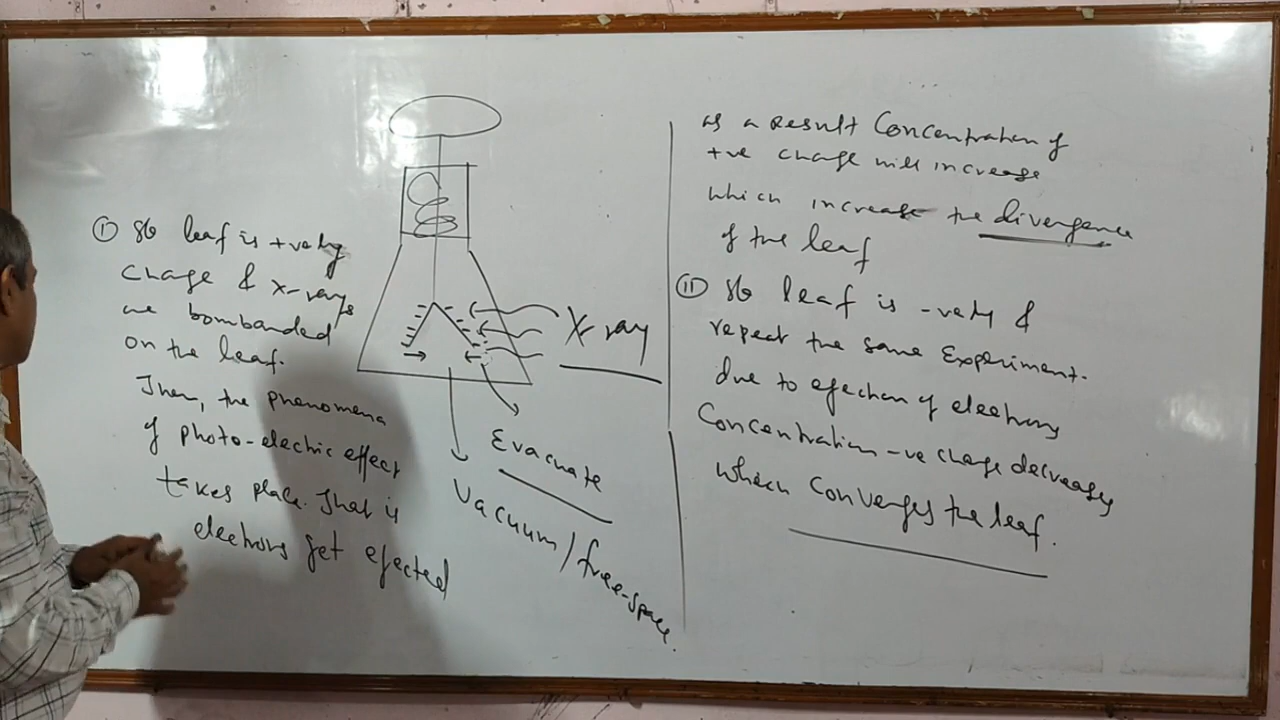 ① If leaf is +vely
charge & X-rays
are bombarded
on the leaf.
Then, the phenomena
of photo-electric effect
takes place. That is
electrons get ejected
X-ray
Evacuate
Vacuum/free-space.
as a result Concentration of
+ve charge will increase
which increase the divergence
of the leaf
② If leaf is -vely &
repeat the same Experiment.
due to ejection of electrons
Concentration -ve charge decreases
which Converges the leaf.